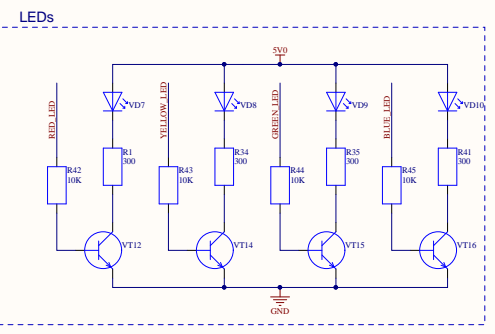 LEDs
5V0
RED_LED
VD7
YELLOW_LED
VD8
GREEN_LED
VD9
BLUE_LED
VD10
R42
10K
R1
300
R43
10K
R34
300
R44
10K
R35
300
R45
10K
R41
300
VT12
VT14
VT15
VT16
GND